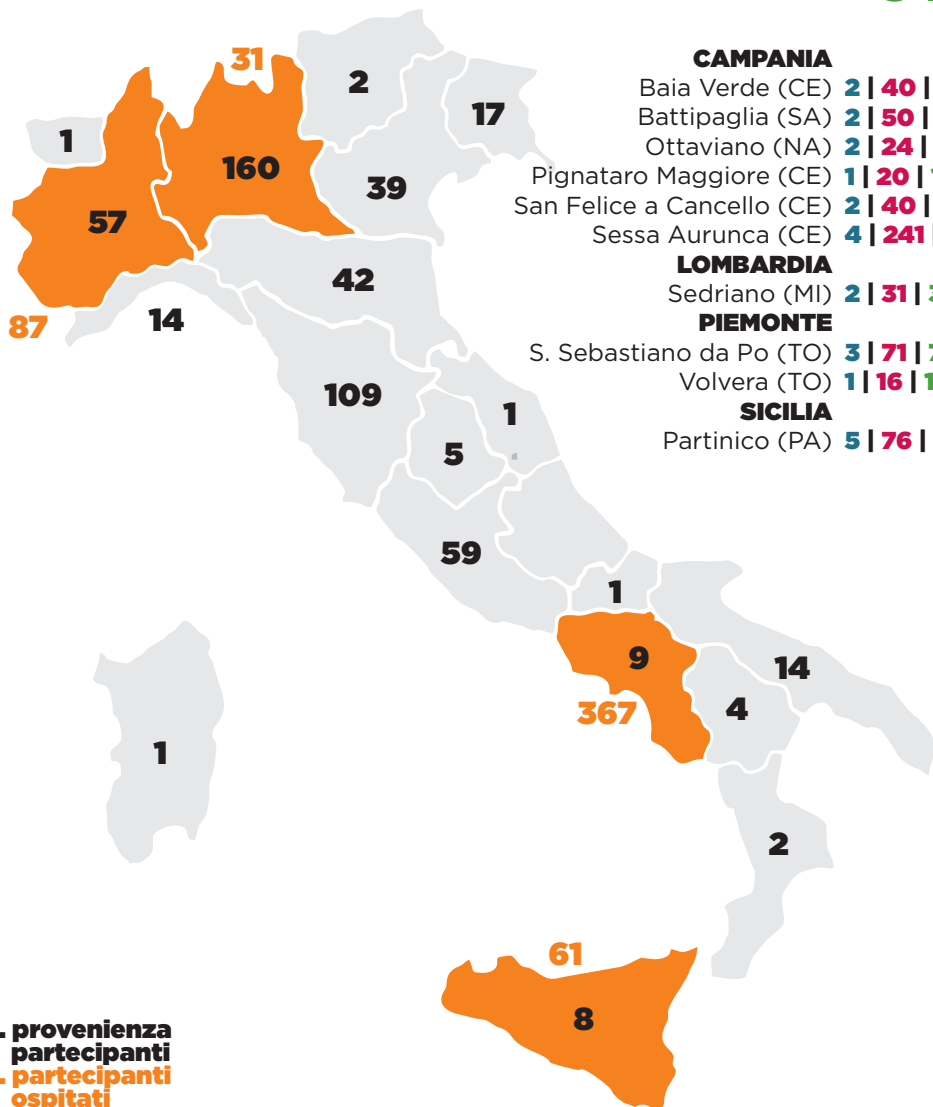 31
2
17
1
160
39
57
42
87
14
109
1
5
59
1
9
14
367
4
1
2
61
8
CAMPANIA
Baia Verde (CE) 2 | 40 |
Battipaglia (SA) 2 | 50 |
Ottaviano (NA) 2 | 24 |
Pignataro Maggiore (CE) 1 | 20 |
San Felice a Cancello (CE) 2 | 40 |
Sessa Aurunca (CE) 4 | 241 |
LOMBARDIA
Sedriano (MI) 2 | 31 |
PIEMONTE
S. Sebastiano da Po (TO) 3 | 71 |
Volvera (TO) 1 | 16 |
SICILIA
Partinico (PA) 5 | 76 |
. provenienza
partecipanti
. partecipanti
ospitati